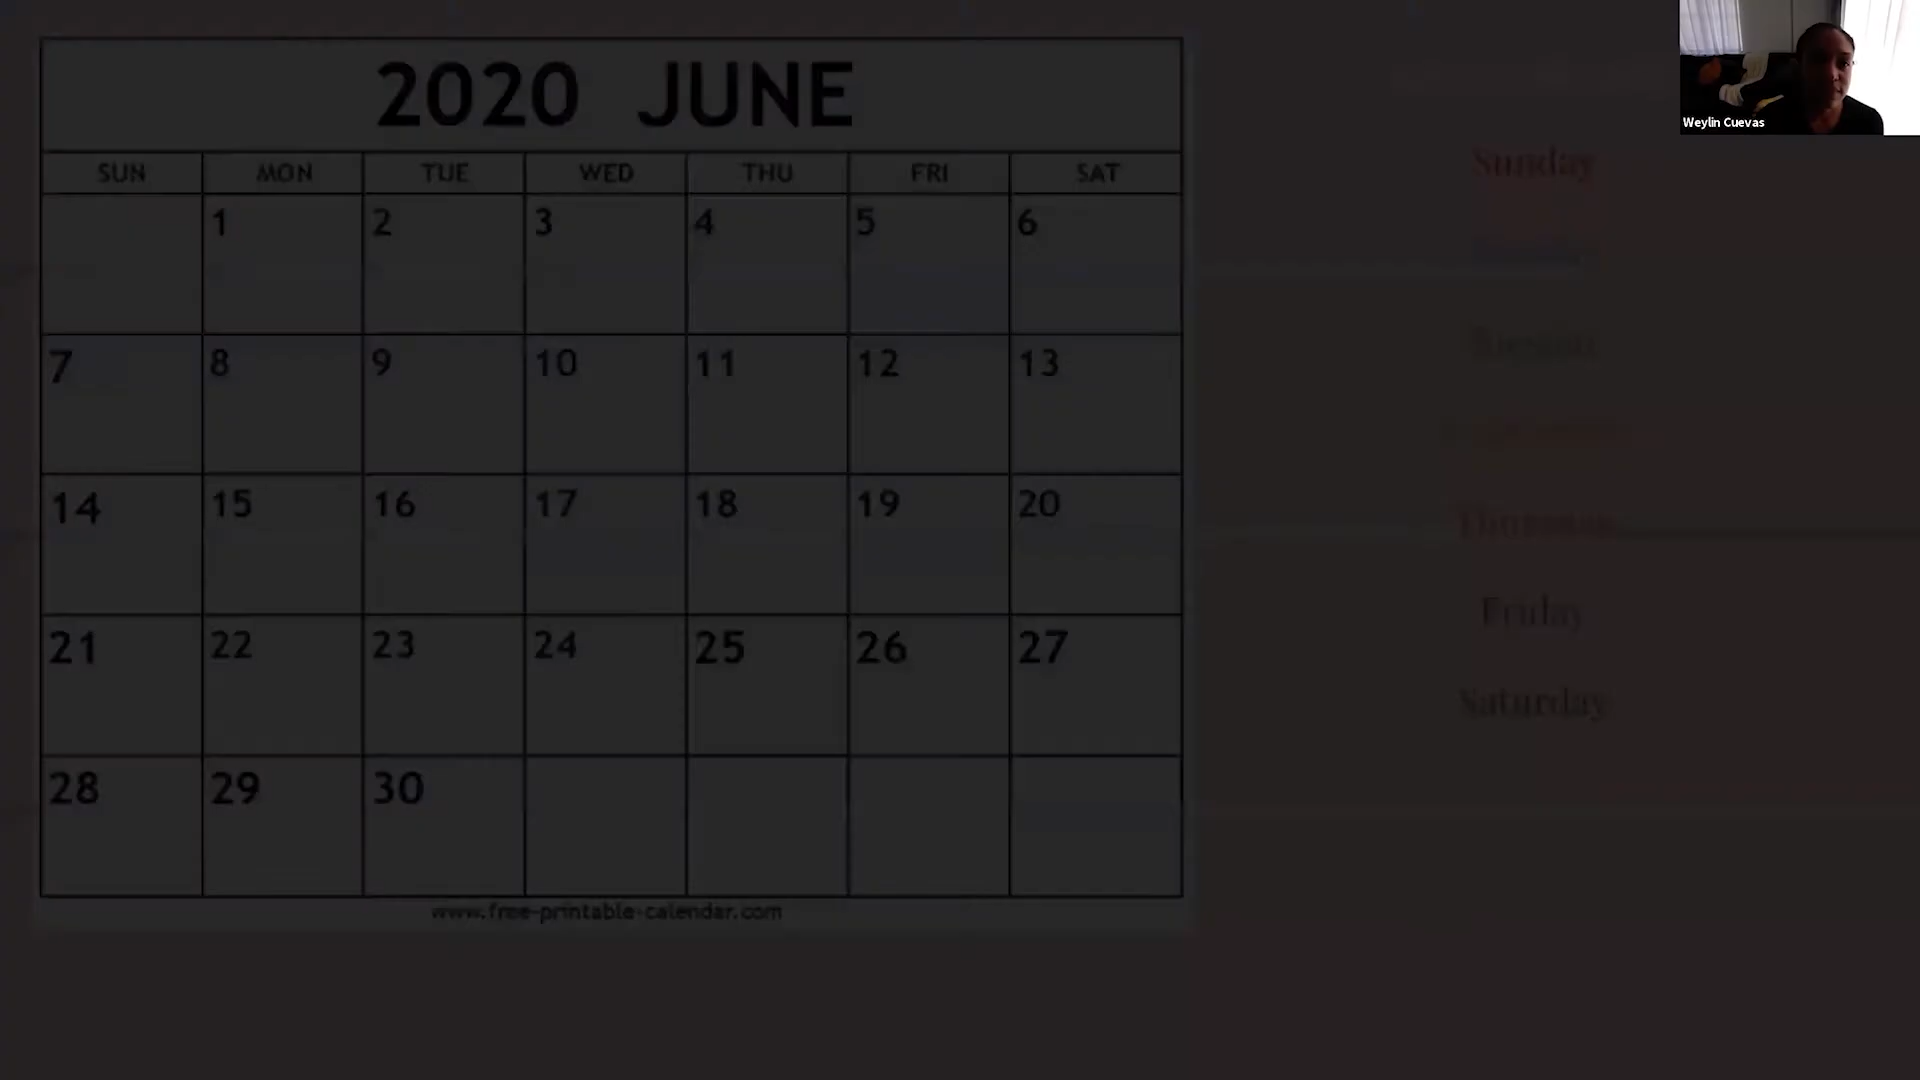 2020 JUNE
SUN MON TUE WED THU FRI SAT
1 2 3 4 5 6
7 8 9 10 11 12 13
14 15 16 17 18 19 20
21 22 23 24 25 26 27
28 29 30
www.free-printable-calendar.com
Weylin Cuevas
Sunday
Thursday
Friday
Saturday